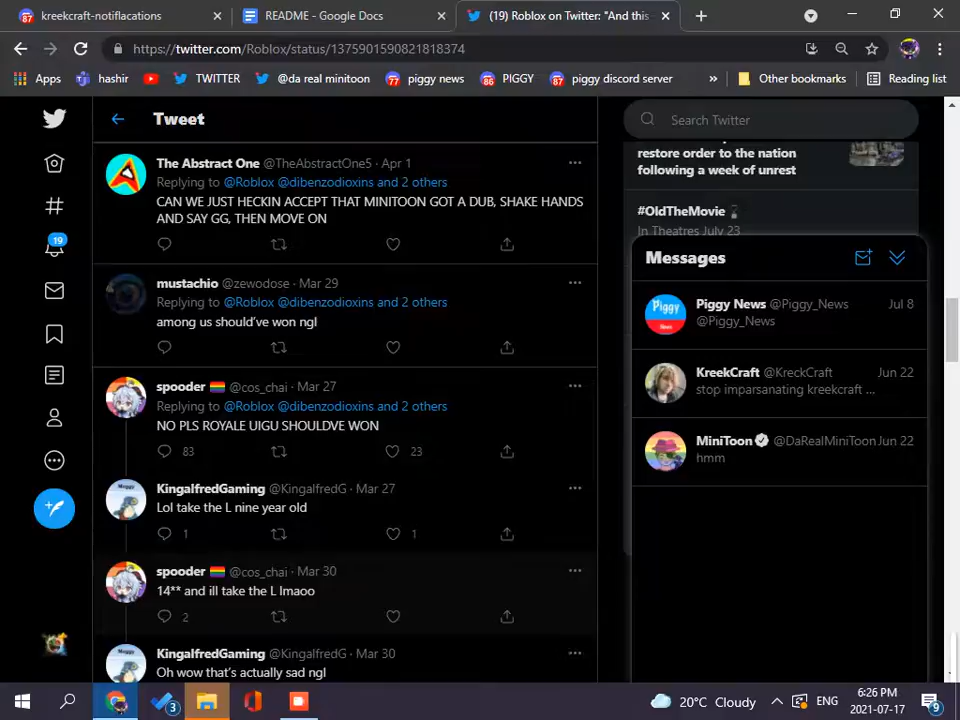 kreekcraft-notiflacations
README - Google Docs
(19) Roblox on Twitter: "And this
https://twitter.com/Roblox/status/1375901590821818374
Apps
hashir
TWITTER
@da real minitoon
77
piggy news
86
PIGGY
87
piggy discord server
»
Other bookmarks
Reading list
Tweet
Search Twitter
The Abstract One @TheAbstractOne5 · Apr 1
Replying to @Roblox @dibenzodioxins and 2 others
CAN WE JUST HECKIN ACCEPT THAT MINITOON GOT A DUB, SHAKE HANDS
AND SAY GG, THEN MOVE ON
mustachio @zewodose · Mar 29
Replying to @Roblox @dibenzodioxins and 2 others
among us should've won ngl
spooder 🏳️‍🌈 @cos_chai · Mar 27
Replying to @Roblox @dibenzodioxins and 2 others
NO PLS ROYALE UIGU SHOULDVE WON
83
23
KingalfredGaming @KingalfredG · Mar 27
Lol take the L nine year old
1
1
spooder 🏳️‍🌈 @cos_chai · Mar 30
14** and ill take the L lmaoo
2
KingalfredGaming @KingalfredG · Mar 30
Oh wow that's actually sad ngl
19
restore order to the nation
following a week of unrest
#OldTheMovie
In Theatres July 23
Messages
Piggy News @Piggy_News
Jul 8
@Piggy_News
KreekCraft @KreckCraft
Jun 22
stop imparsanating kreekcraft ...
MiniToon @DaRealMiniToon
Jun 22
hmm
3
20°C Cloudy
ENG
6:26 PM
2021-07-17
9